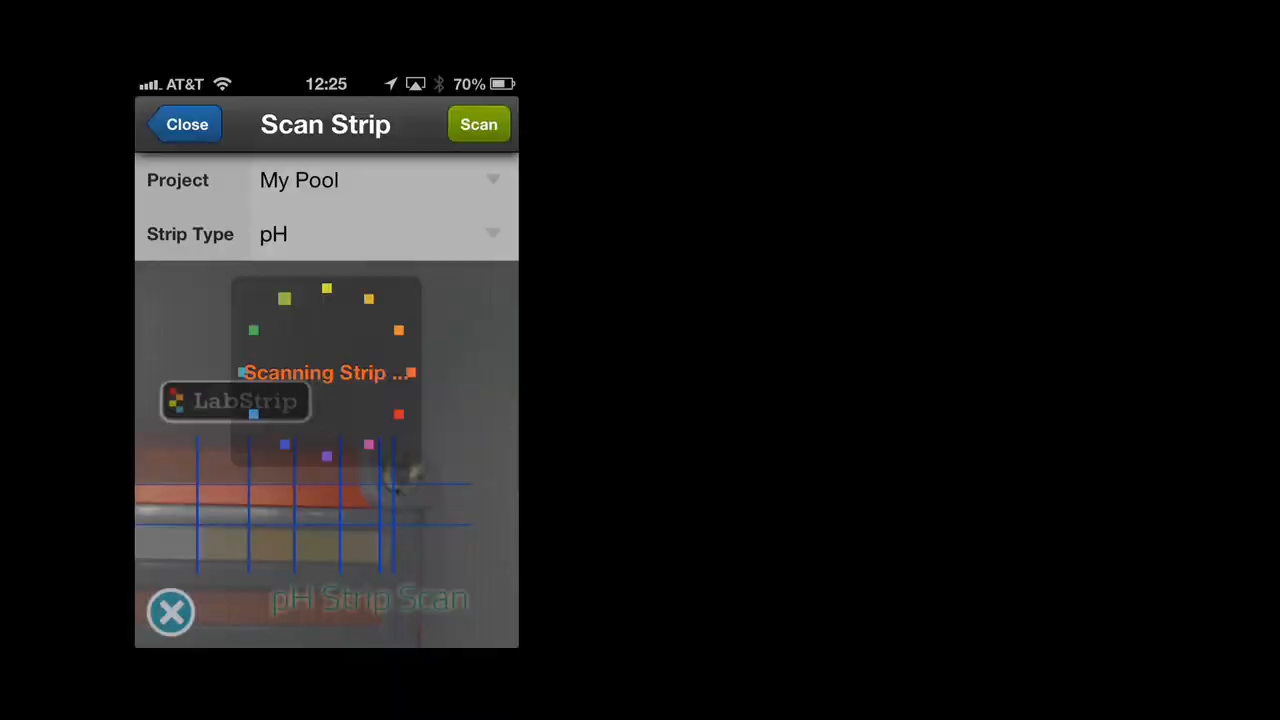 AT&T 12:25 70%
Close Scan Strip Scan
Project My Pool
Strip Type pH
Scanning Strip ...
LabStrip
pH Strip Scan